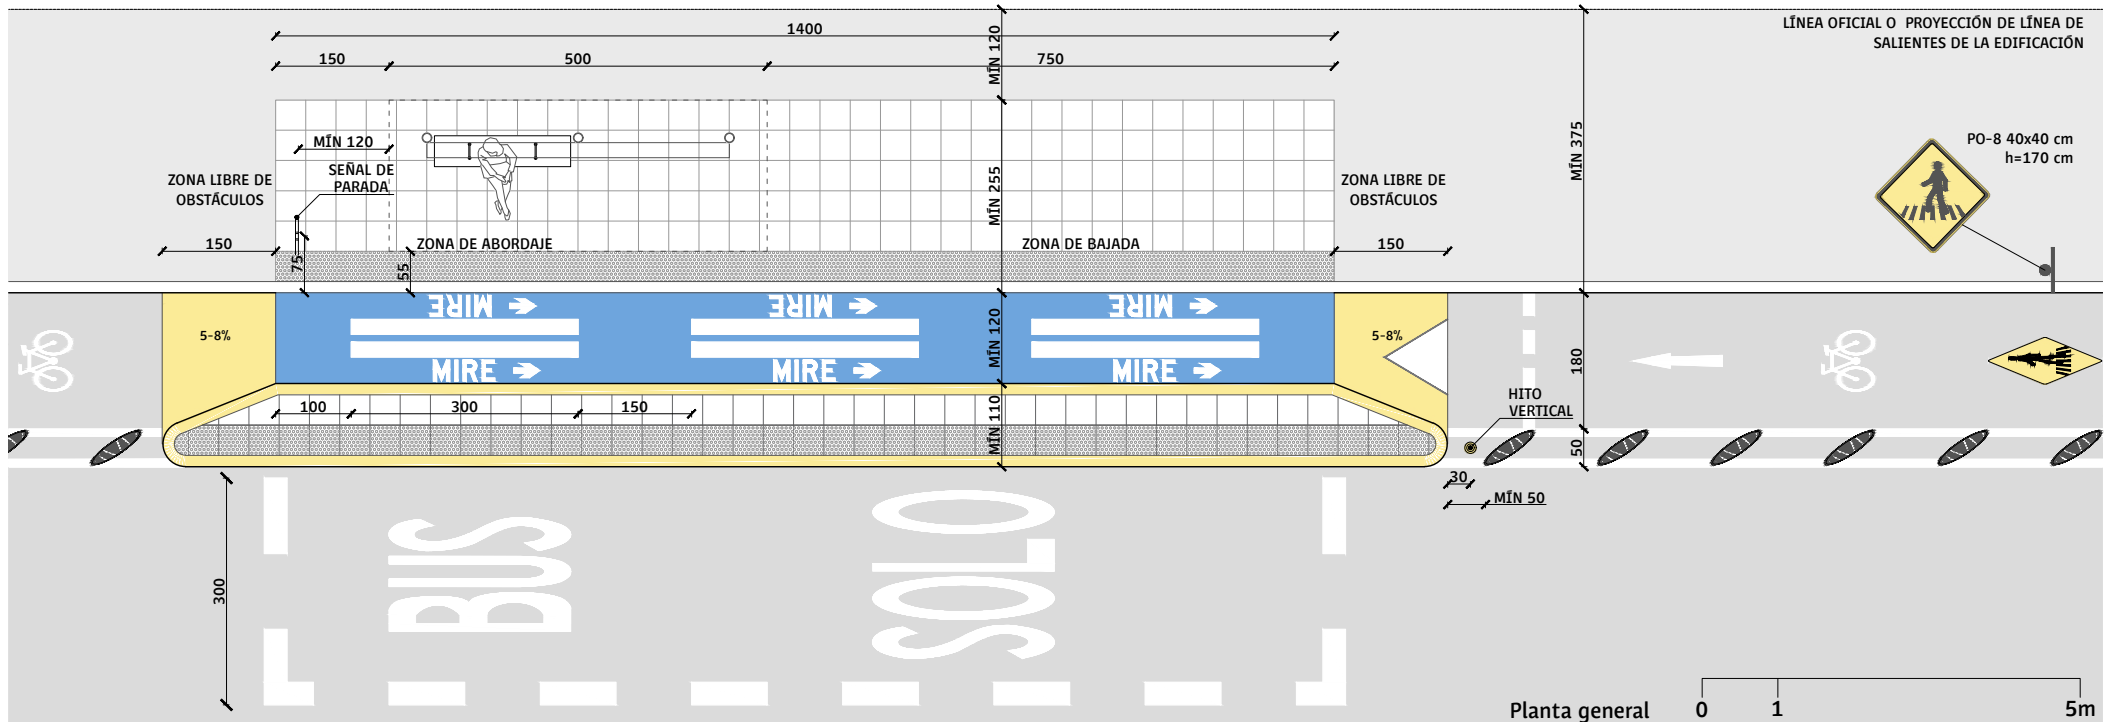 LÍNEA OFICIAL O PROYECCIÓN DE LÍNEA DE
SALIENTES DE LA EDIFICACIÓN
1400
MÍN 120
150
500
750
MÍN 120
SEÑAL DE
PARADA
ZONA LIBRE DE
OBSTÁCULOS
MÍN 255
MÍN 375
ZONA LIBRE DE
OBSTÁCULOS
PO-8 40x40 cm
h=170 cm
150
75
55
ZONA DE ABORDAJE
ZONA DE BAJADA
150
MIRE
MIRE
MIRE
5-8%
MÍN 120
5-8%
180
MIRE
MIRE
MIRE
100
300
150
MÍN 110
HITO
VERTICAL
50
30
MÍN 50
300
BUS
SOLO
Planta general
0
1
5m